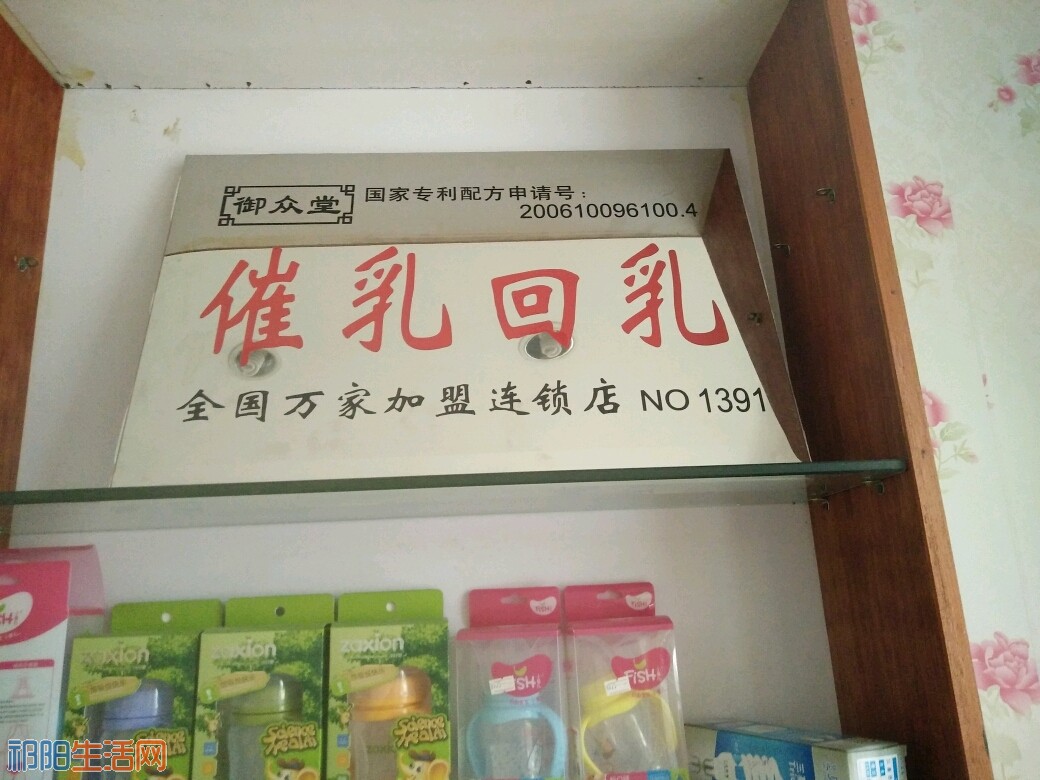 御众堂
国家专利配方申请号:
200610096100.4
催乳回乳
全国万家加盟连锁店 NO 1391
zaxion
zaxion
zaxion
FiSH
祁阳生活网